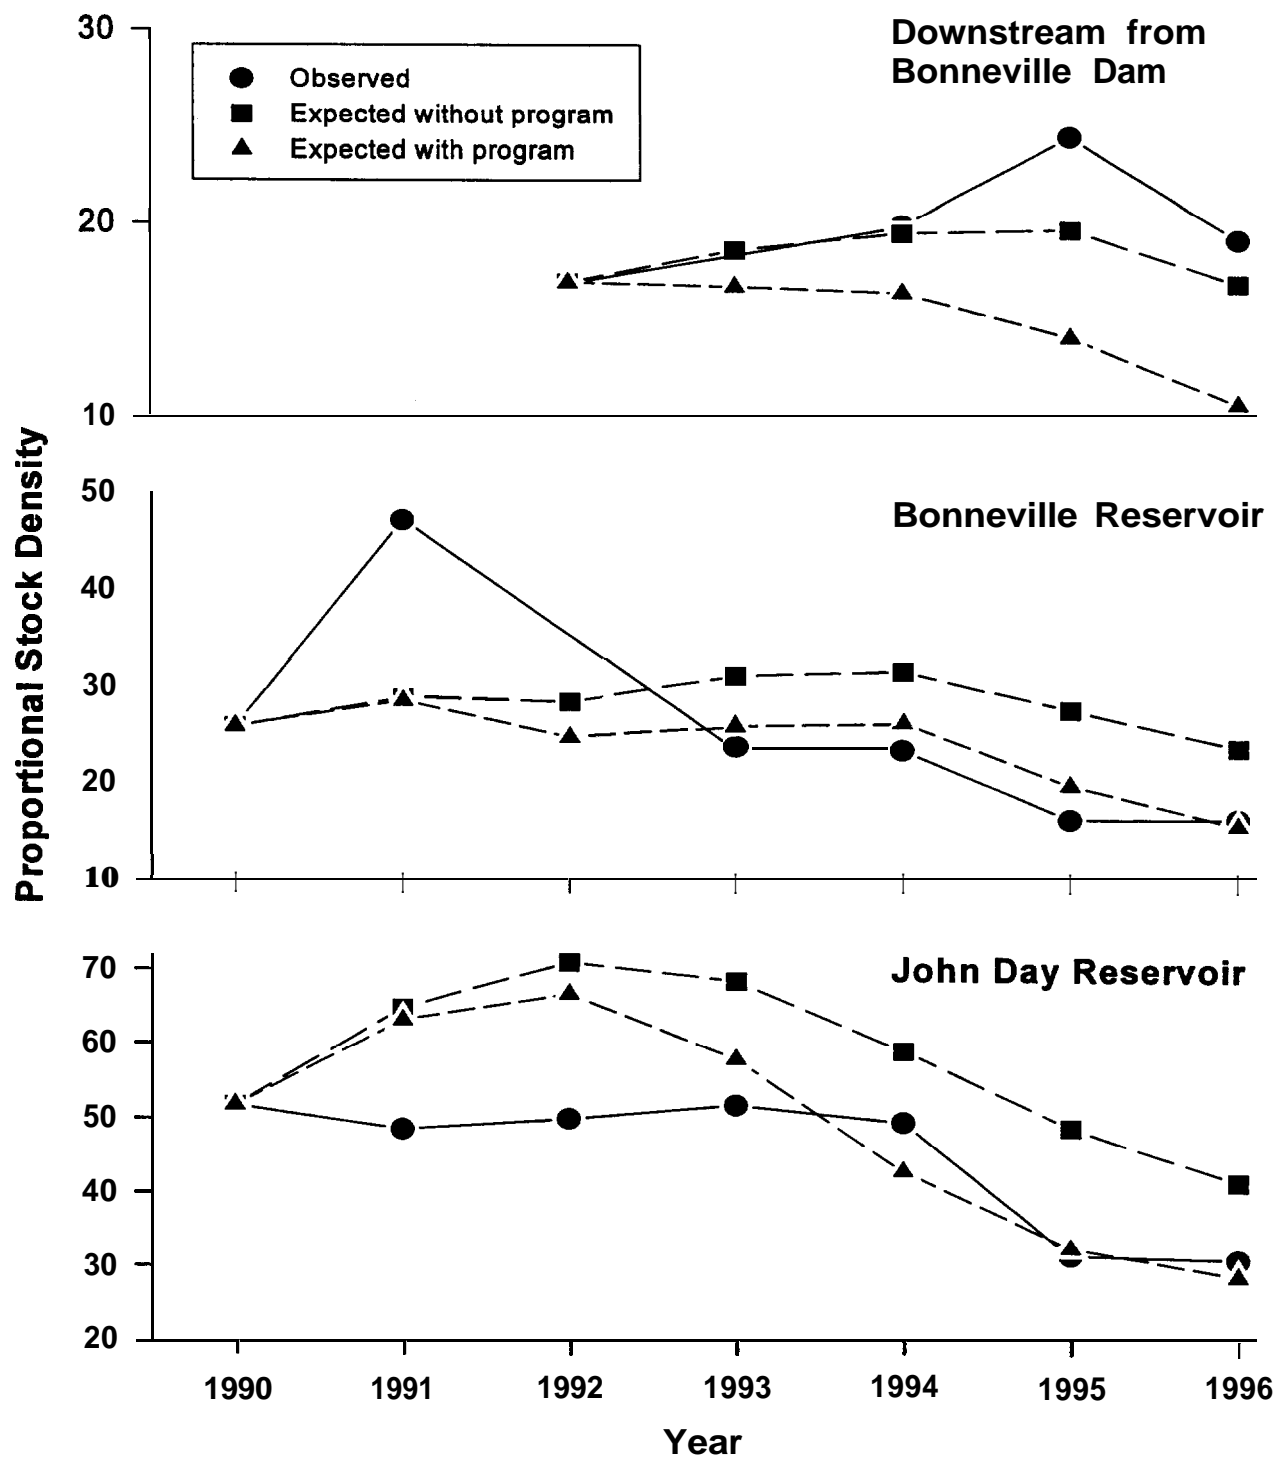 30
Downstream from
Bonneville Dam
Observed
Expected without program
Expected with program
20
10
Proportional Stock Density
50
Bonneville Reservoir
40
30
20
10
70
John Day Reservoir
60
50
40
30
20
1990 1991 1992 1993 1994 1995 1996
Year